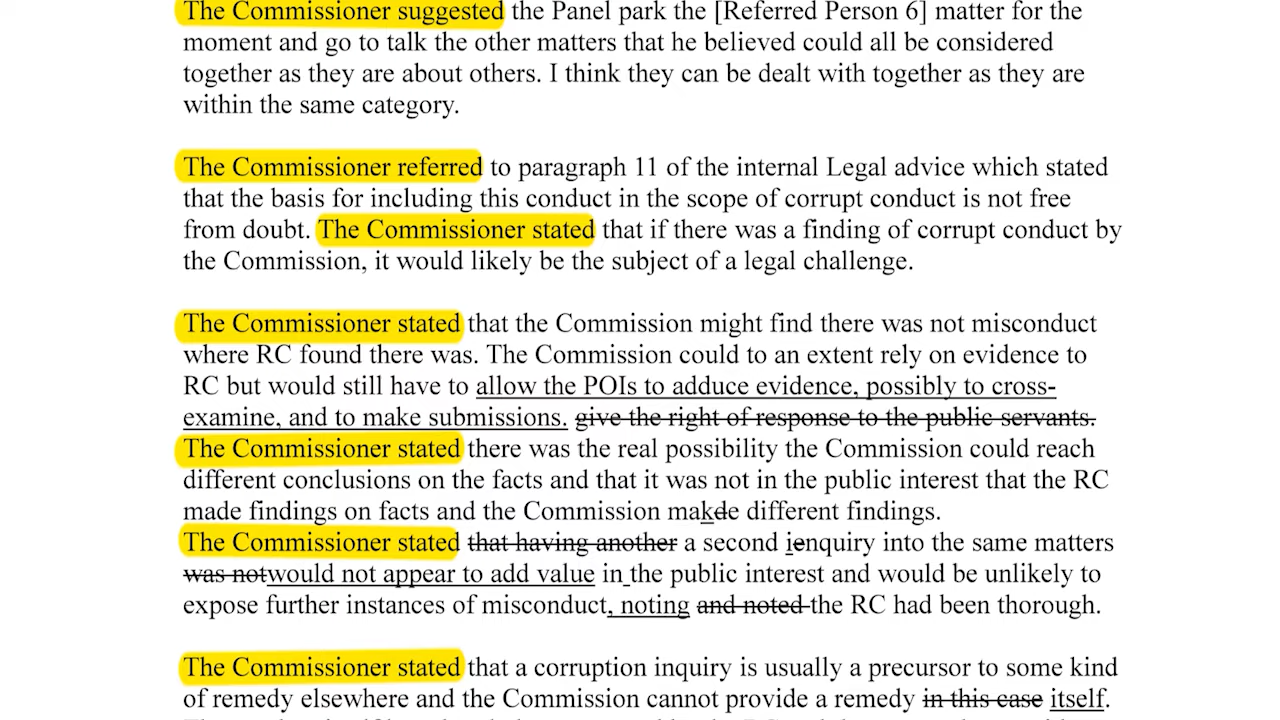 The Commissioner suggested the Panel park the [Referred Person 6] matter for the
moment and go to talk the other matters that he believed could all be considered
together as they are about others. I think they can be dealt with together as they are
within the same category.
The Commissioner referred to paragraph 11 of the internal Legal advice which stated
that the basis for including this conduct in the scope of corrupt conduct is not free
from doubt. The Commissioner stated that if there was a finding of corrupt conduct by
the Commission, it would likely be the subject of a legal challenge.
The Commissioner stated that the Commission might find there was not misconduct
where RC found there was. The Commission could to an extent rely on evidence to
RC but would still have to allow the POIs to adduce evidence, possibly to cross-
examine, and to make submissions. give the right of response to the public servants.
The Commissioner stated there was the real possibility the Commission could reach
different conclusions on the facts and that it was not in the public interest that the RC
made findings on facts and the Commission makde different findings.
The Commissioner stated that having another a second ienquiry into the same matters
was notwould not appear to add value in the public interest and would be unlikely to
expose further instances of misconduct, noting and noted the RC had been thorough.
The Commissioner stated that a corruption inquiry is usually a precursor to some kind
of remedy elsewhere and the Commission cannot provide a remedy in this case itself.